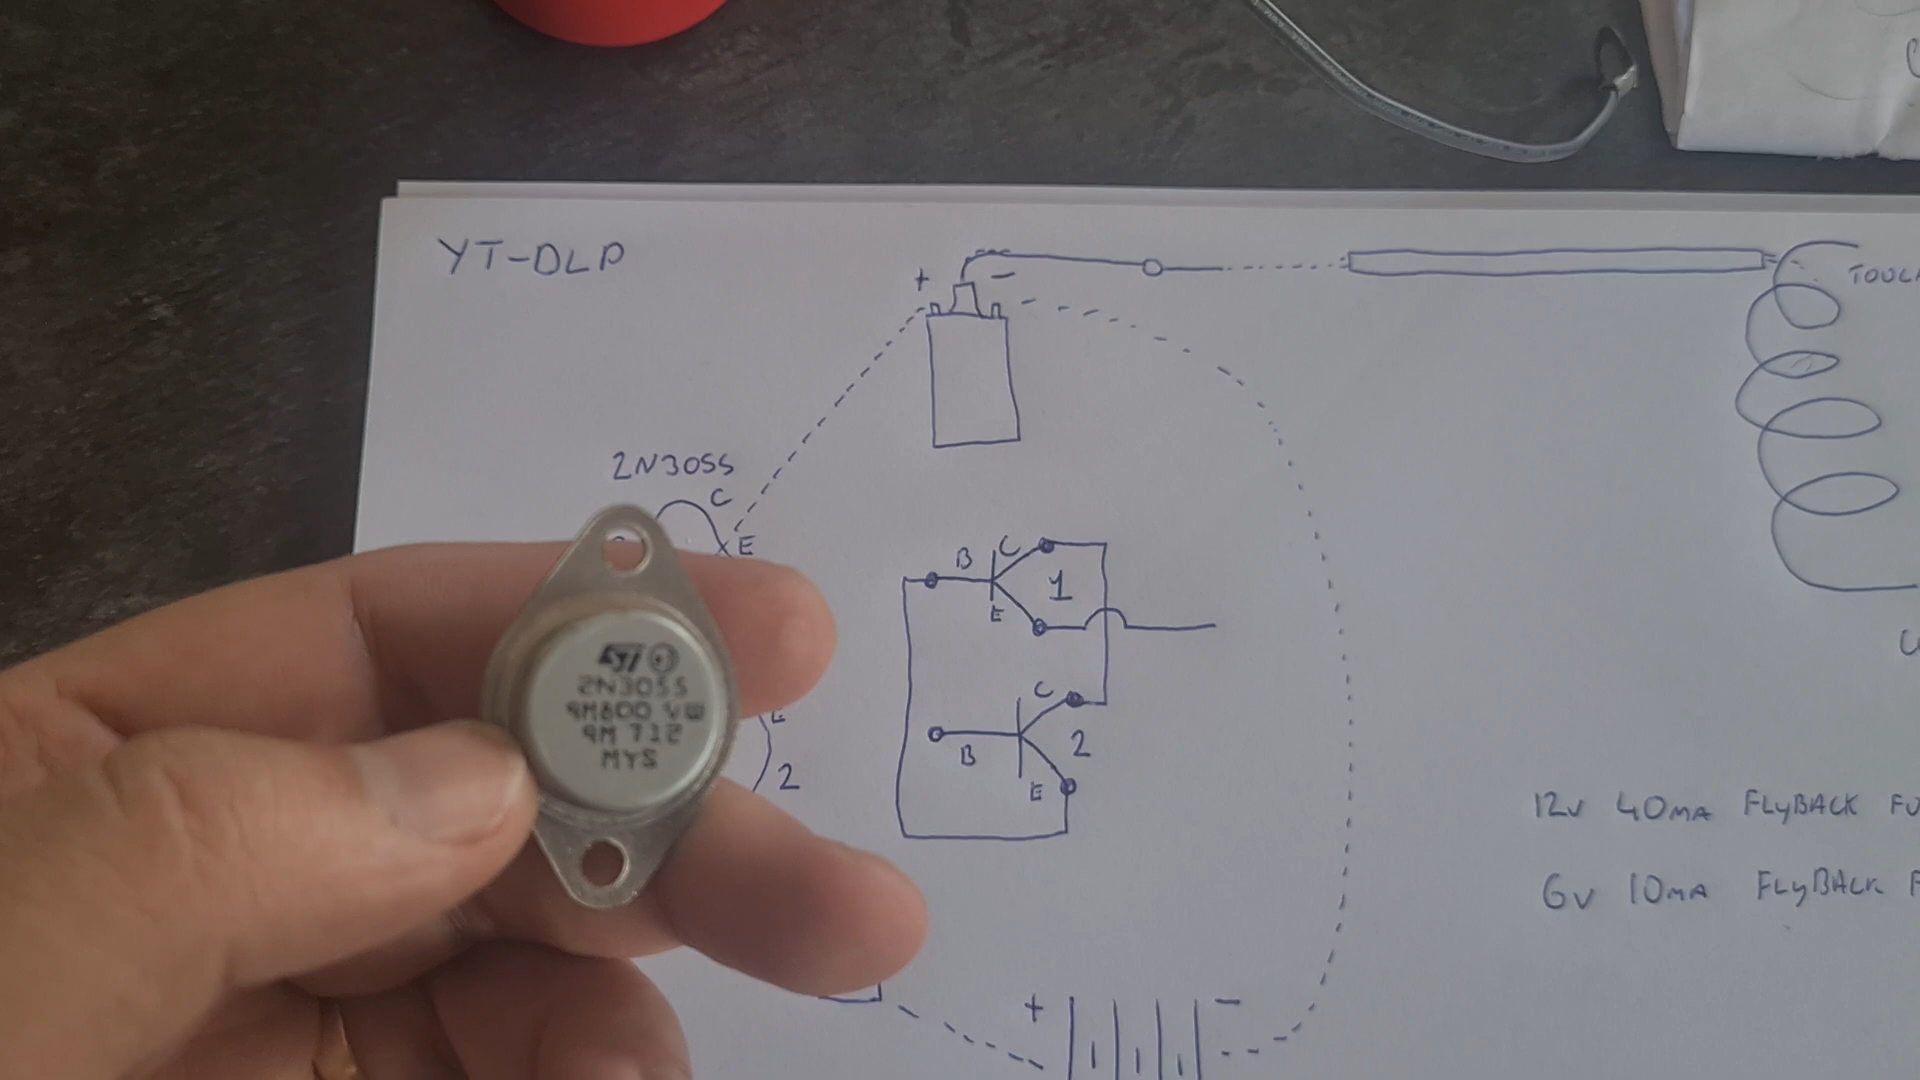 YT-DLP
+ -
TOUCH
2N3055
C
E
B C 1
E
C
B 2
E
2
ST
2N3055
9M800 VW
9M 712
MYS
12V 40MA FLYBACK
6V 10MA FLYBACK
+ -